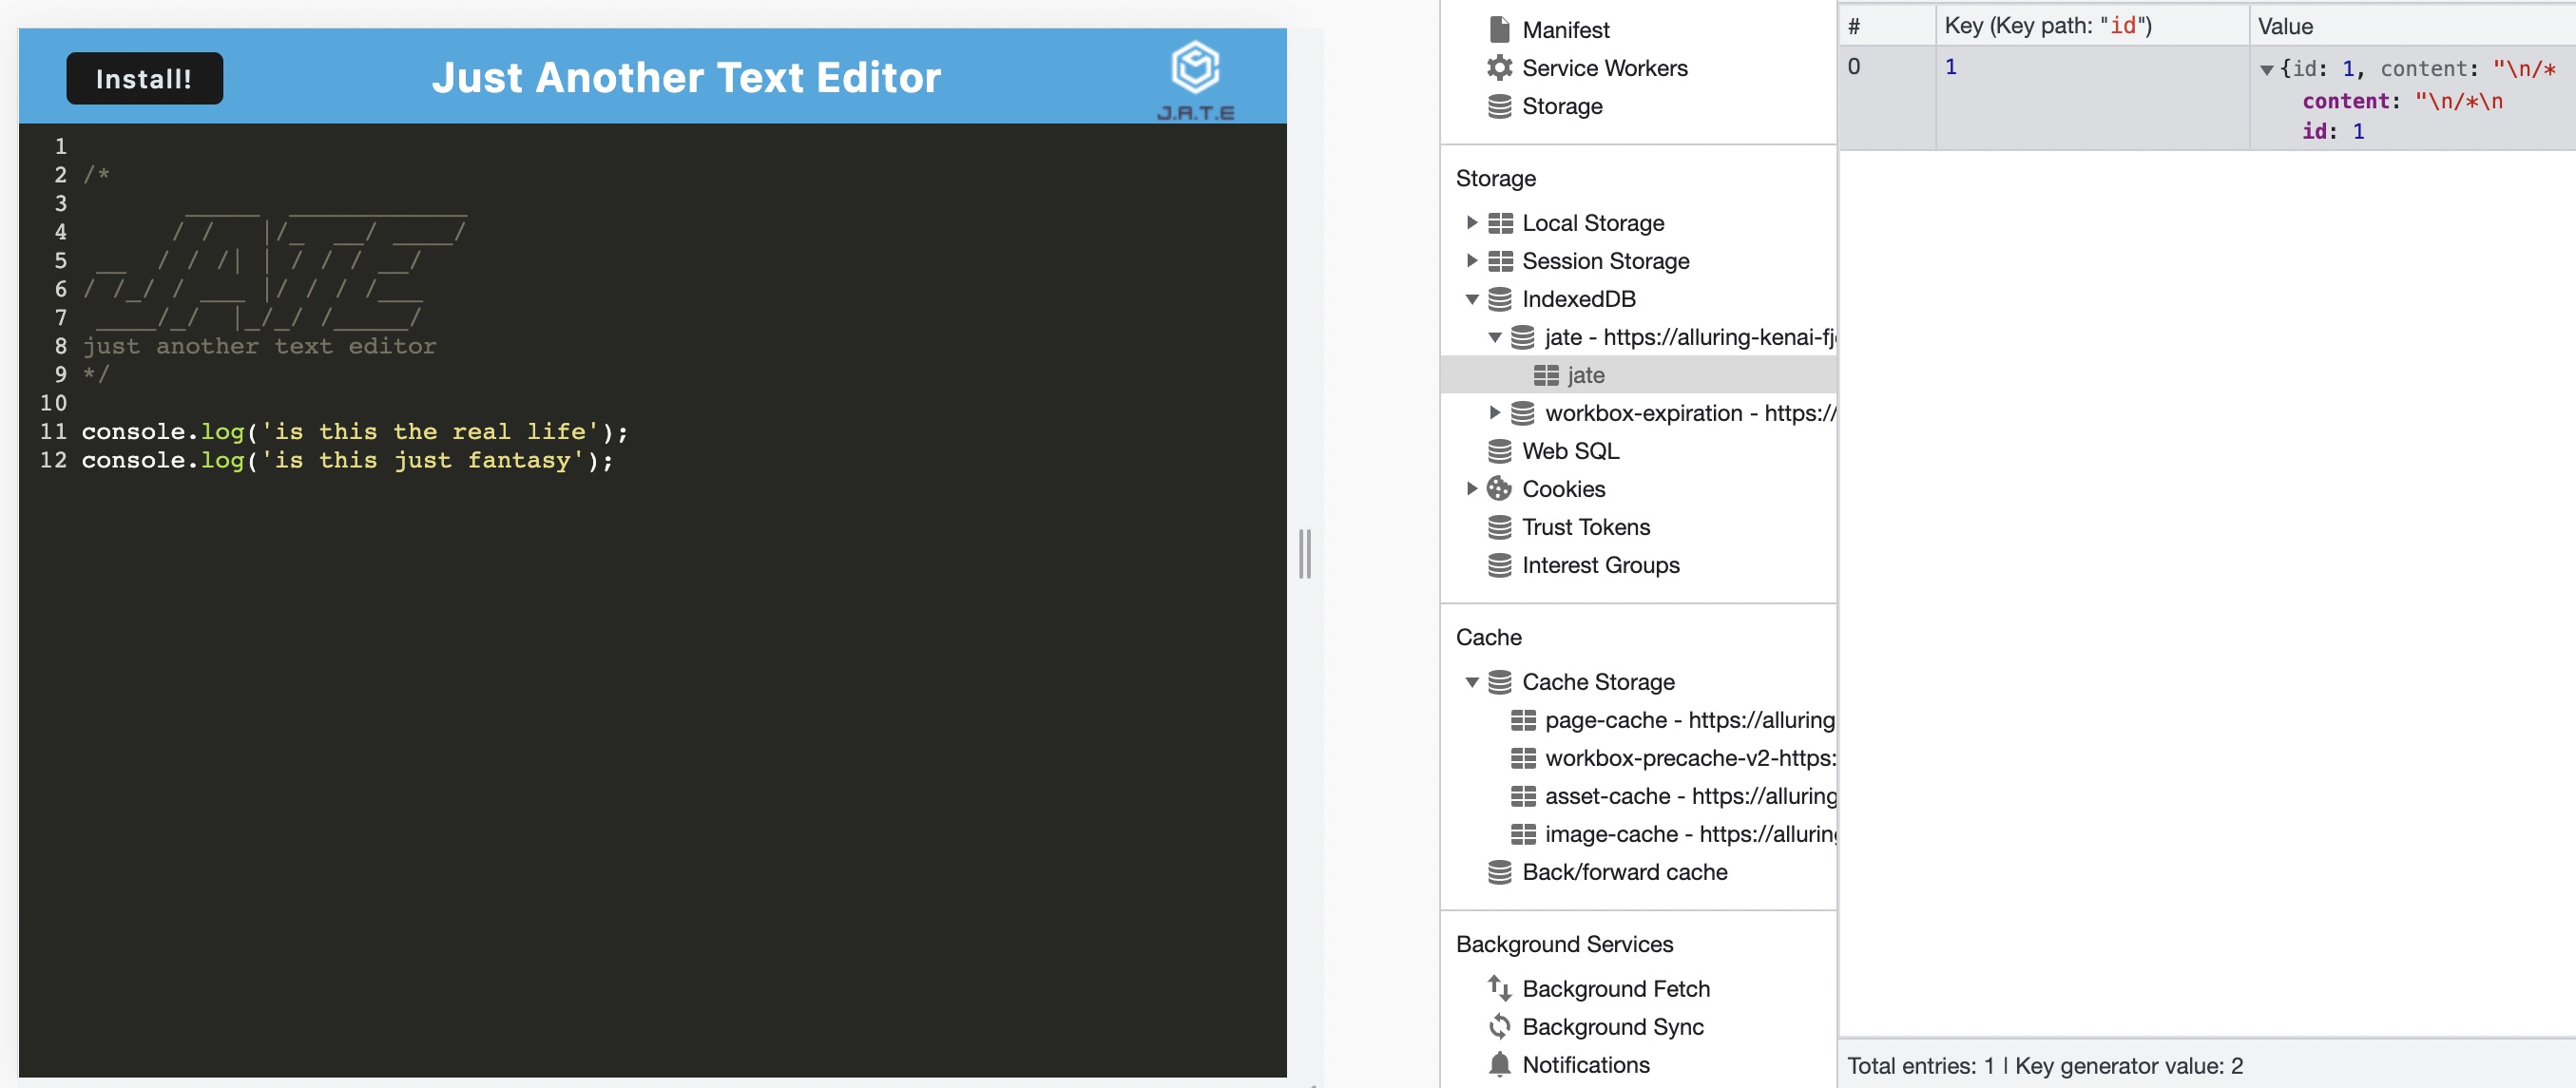 Install!
Just Another Text Editor
J.A.T.E
1
2 /*
3      _____  ____________
4      / /    |/_  __/ ____/
5  __  / / /| | / / / __/
6 / /_/ / ___ |/ / / /___
7  ____/_/  |_/_/ /_____/
8 just another text editor
9 */
10
11 console.log('is this the real life');
12 console.log('is this just fantasy');
Manifest
Service Workers
Storage
Storage
Local Storage
Session Storage
IndexedDB
jate - https://alluring-kenai-fj
jate
workbox-expiration - https://
Web SQL
Cookies
Trust Tokens
Interest Groups
Cache
Cache Storage
page-cache - https://alluring
workbox-precache-v2-https:
asset-cache - https://alluring
image-cache - https://alluring
Back/forward cache
Background Services
Background Fetch
Background Sync
Notifications
# Key (Key path: "id") Value
0 1 {id: 1, content: "\n/*
content: "\n/*\n
id: 1
Total entries: 1 | Key generator value: 2